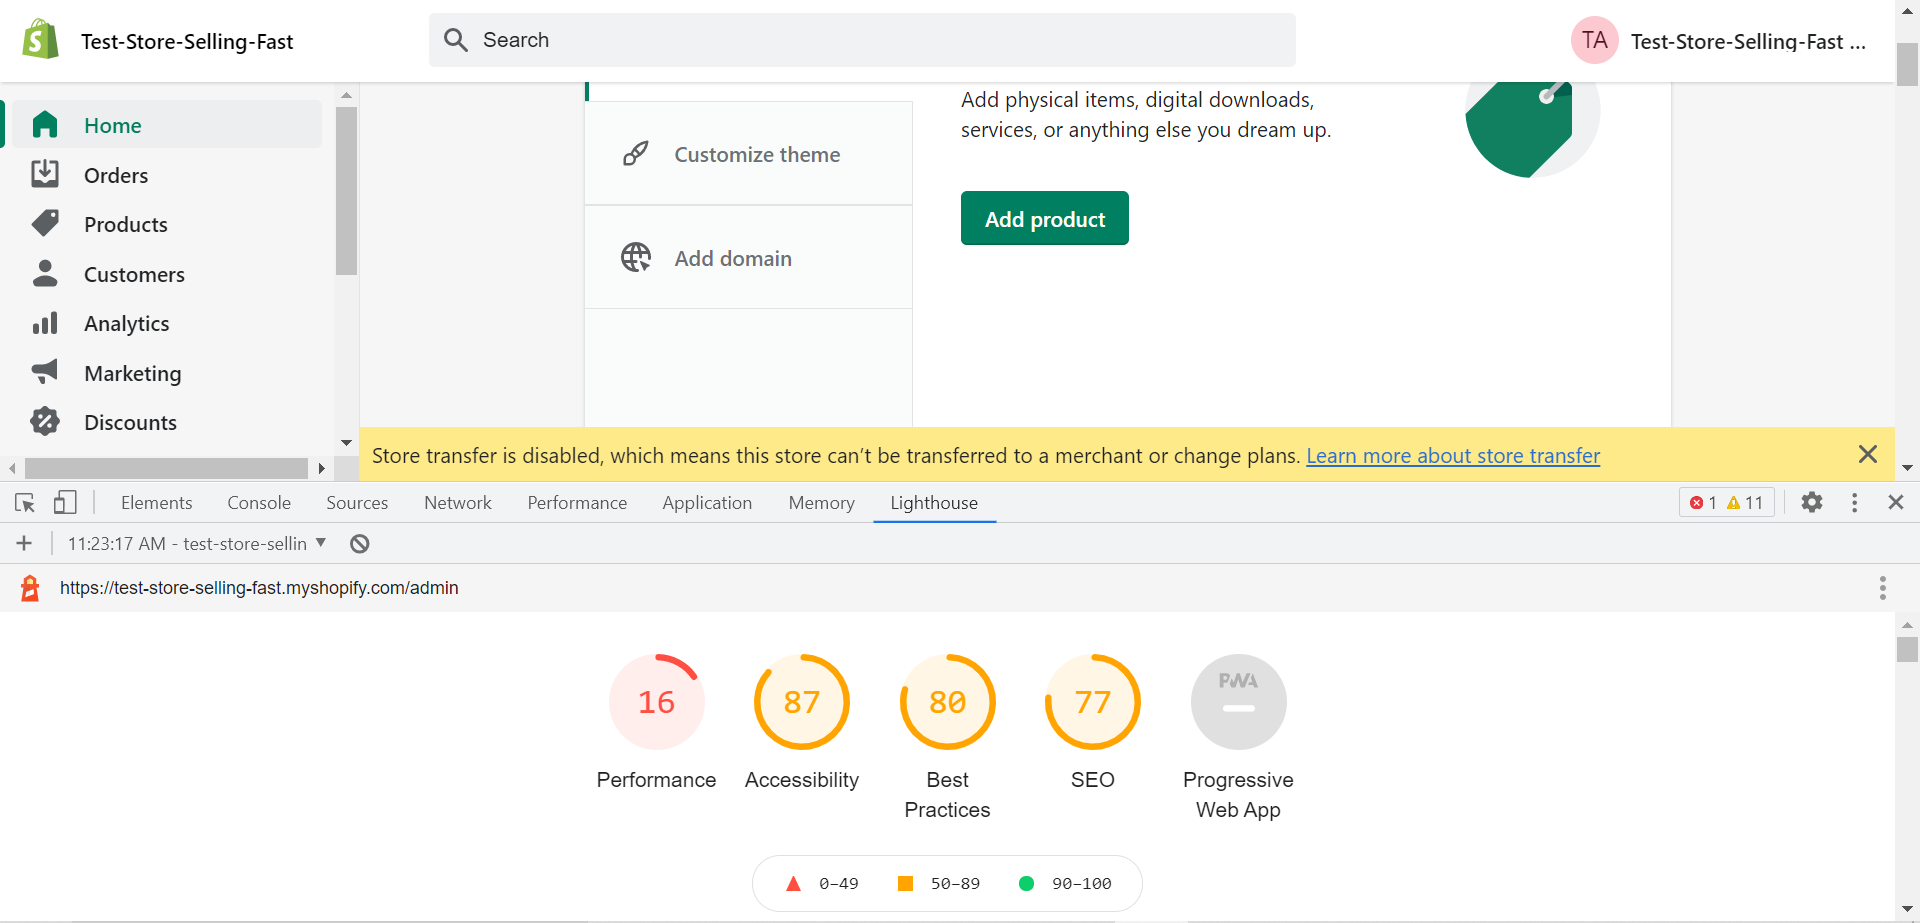 Test-Store-Selling-Fast
Search
TA
Test-Store-Selling-Fast ...
Home
Orders
Products
Customers
Analytics
Marketing
Discounts
Customize theme
Add domain
Add physical items, digital downloads,
services, or anything else you dream up.
Add product
Store transfer is disabled, which means this store can’t be transferred to a merchant or change plans. Learn more about store transfer
Elements
Console
Sources
Network
Performance
Application
Memory
Lighthouse
1
11
11:23:17 AM - test-store-sellin
https://test-store-selling-fast.myshopify.com/admin
16
Performance
87
Accessibility
80
Best
Practices
77
SEO
PWA
Progressive
Web App
0–49
50–89
90–100